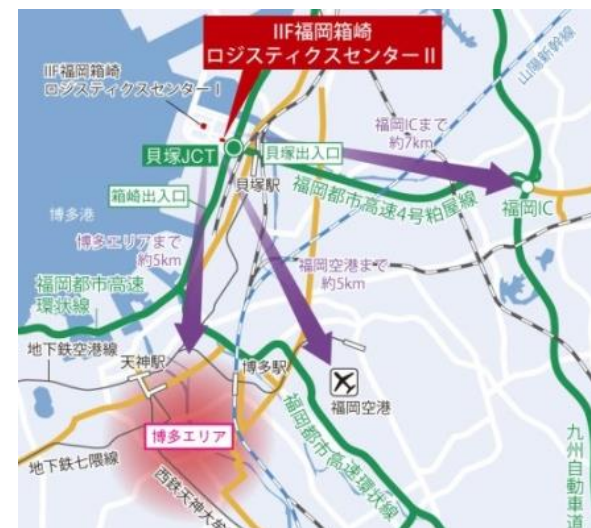 IIF福岡箱崎
ロジスティクスセンターⅡ
IIF福岡箱崎
ロジスティクスセンターⅠ
山陽新幹線
福岡ICまで
約7km
貝塚JCT
貝塚出入口
貝塚駅
箱崎出入口
福岡都市高速4号粕屋線
福岡IC
博多港
博多エリアまで
約5km
福岡空港まで
約5km
福岡都市高速
環状線
地下鉄空港線
天神駅
博多駅
福岡空港
博多エリア
福岡都市高速環状線
地下鉄七隈線
西鉄天神大牟
九州自動車道